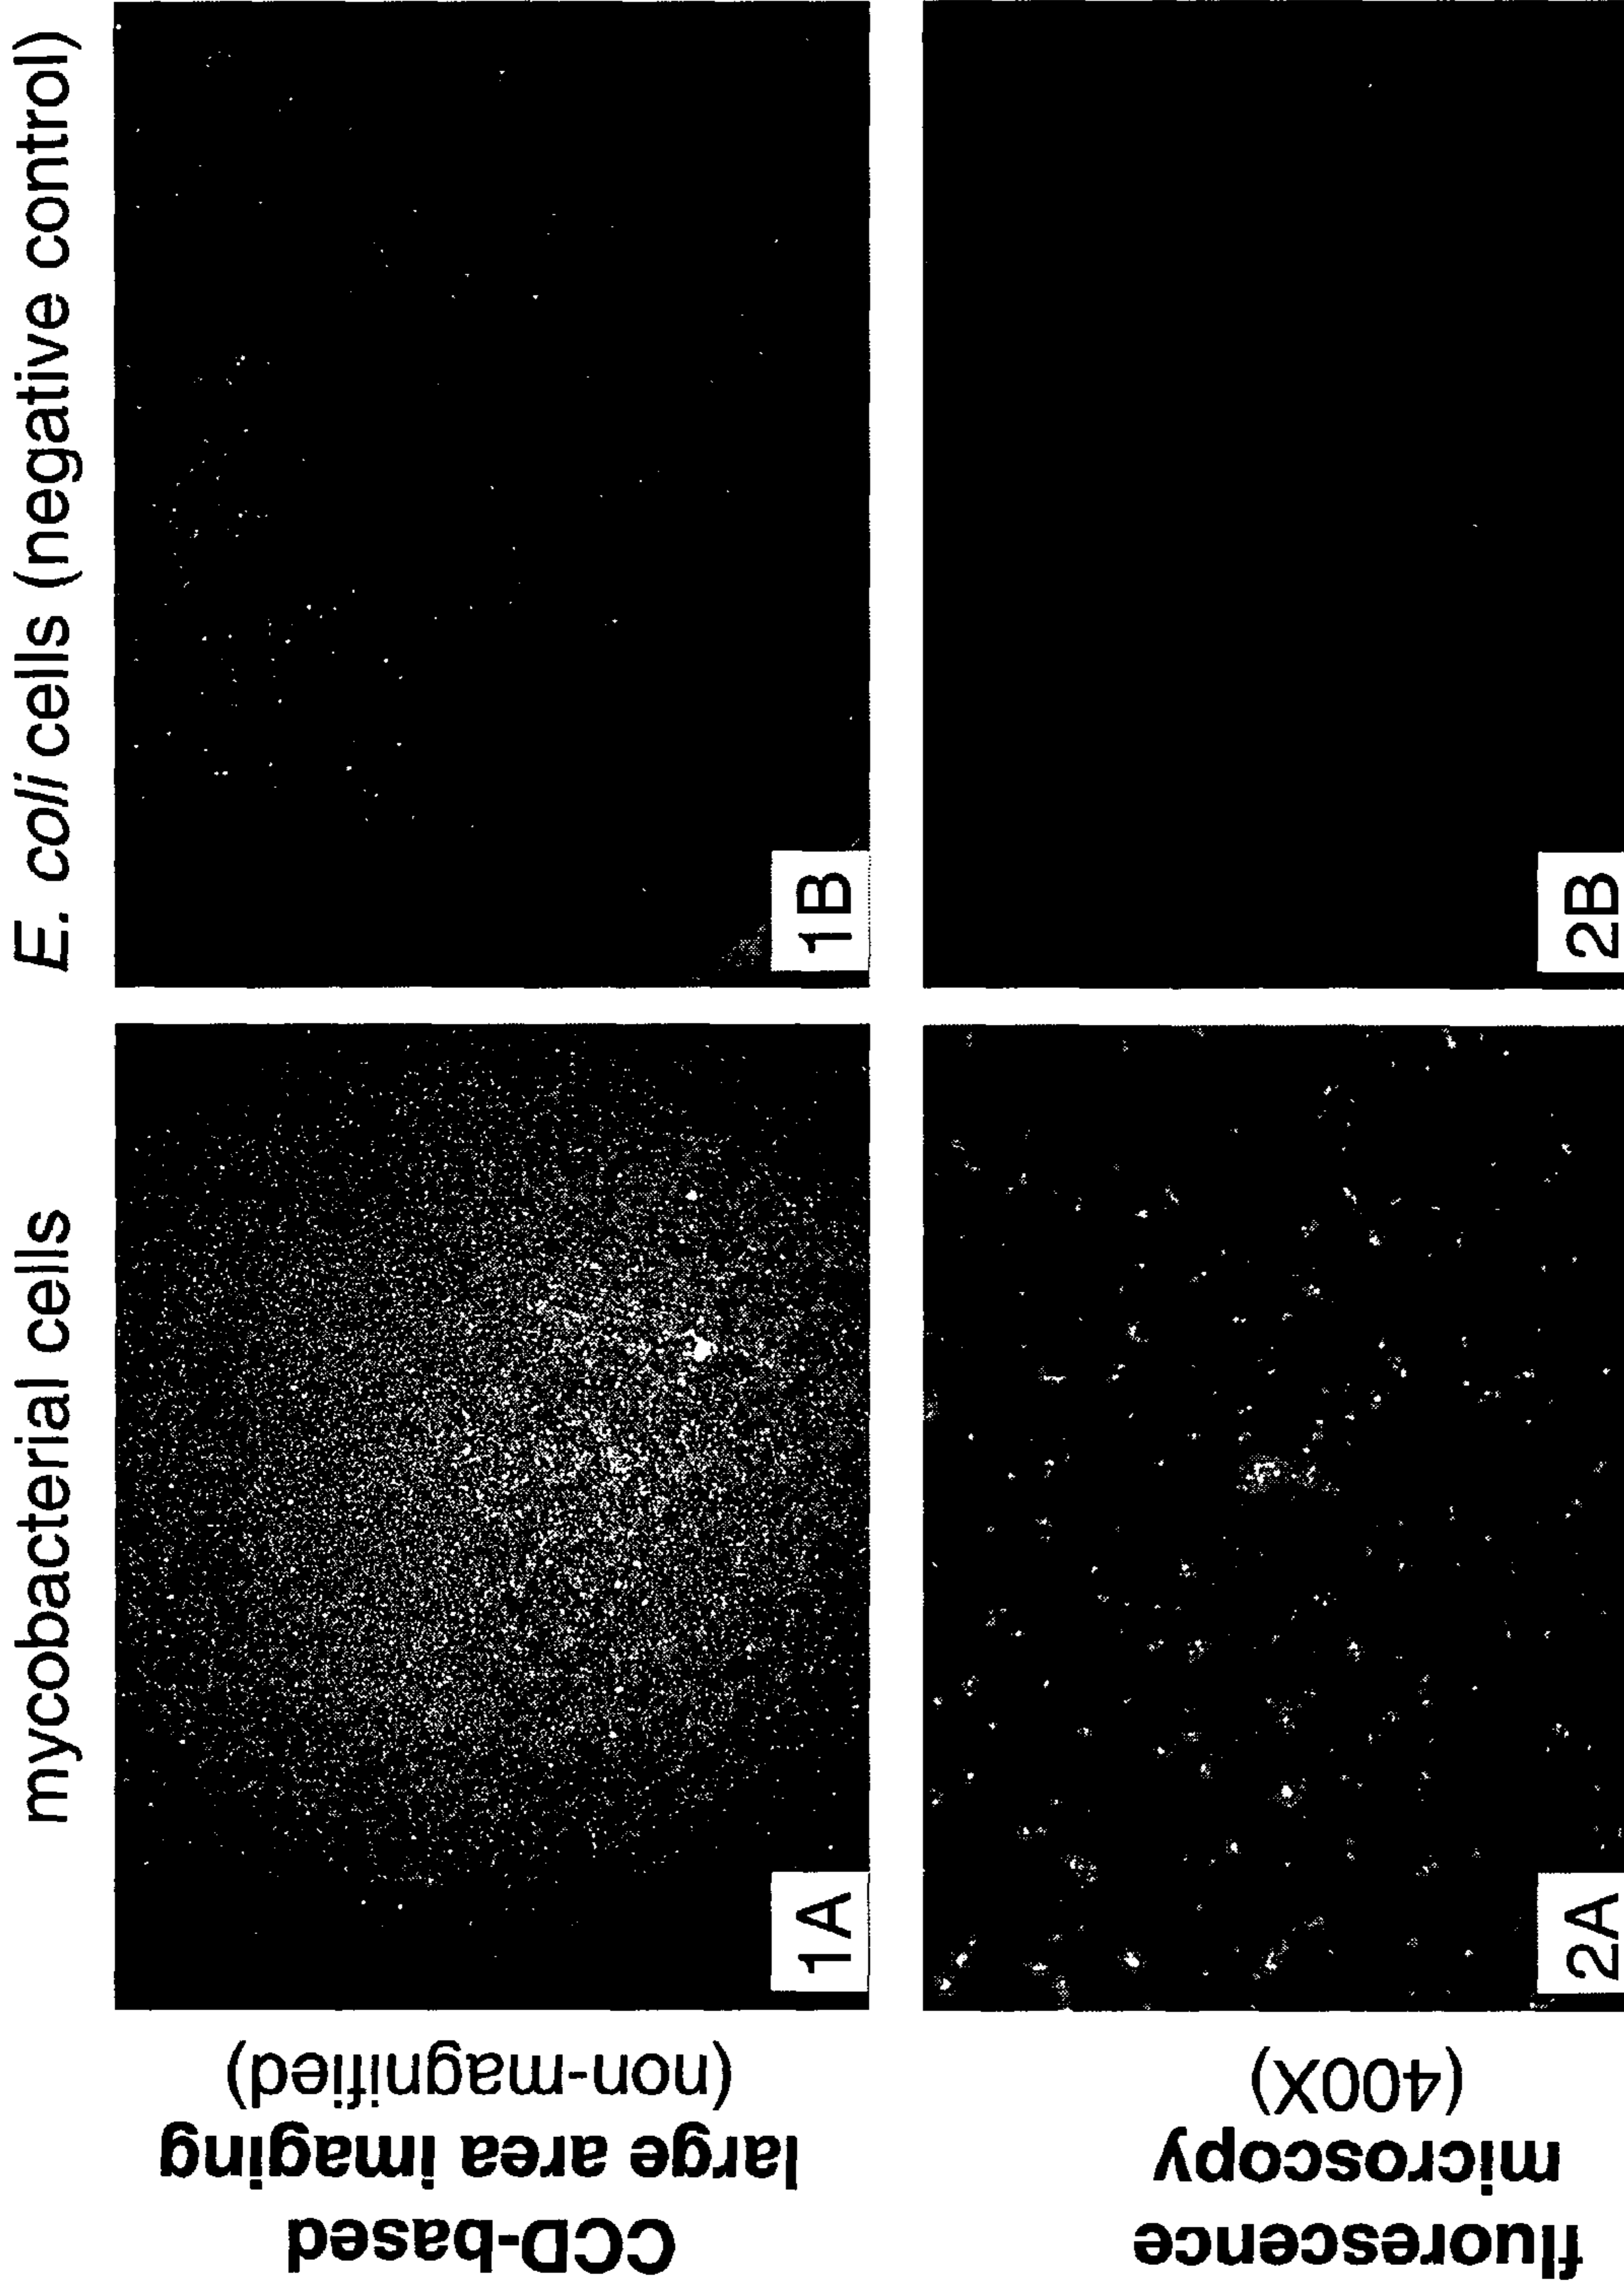 mycobacterial cells
E. coli cells (negative control)
CCD-based
large area imaging
(non-magnified)
1A
1B
fluorescence
microscopy
(400X)
2A
2B